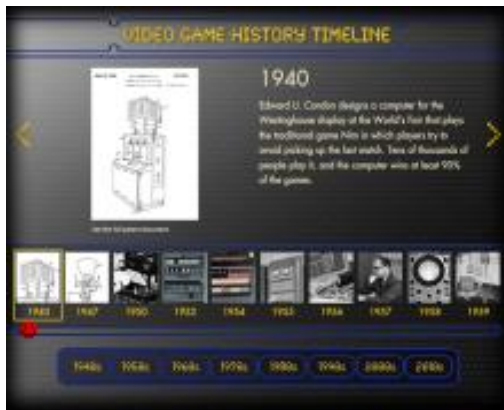 VIDEO GAME HISTORY TIMELINE
1940
Edward U. Condon designs a computer for the
Westinghouse display at the World's Fair that plays
the traditional game Nim in which players try to
avoid picking up the last match. Tens of thousands of
people play it, and the computer wins at least 90%
of the games.
1940 1947 1950 1952 1954 1955 1956 1957 1958 1959
1940s 1950s 1960s 1970s 1980s 1990s 2000s 2010s